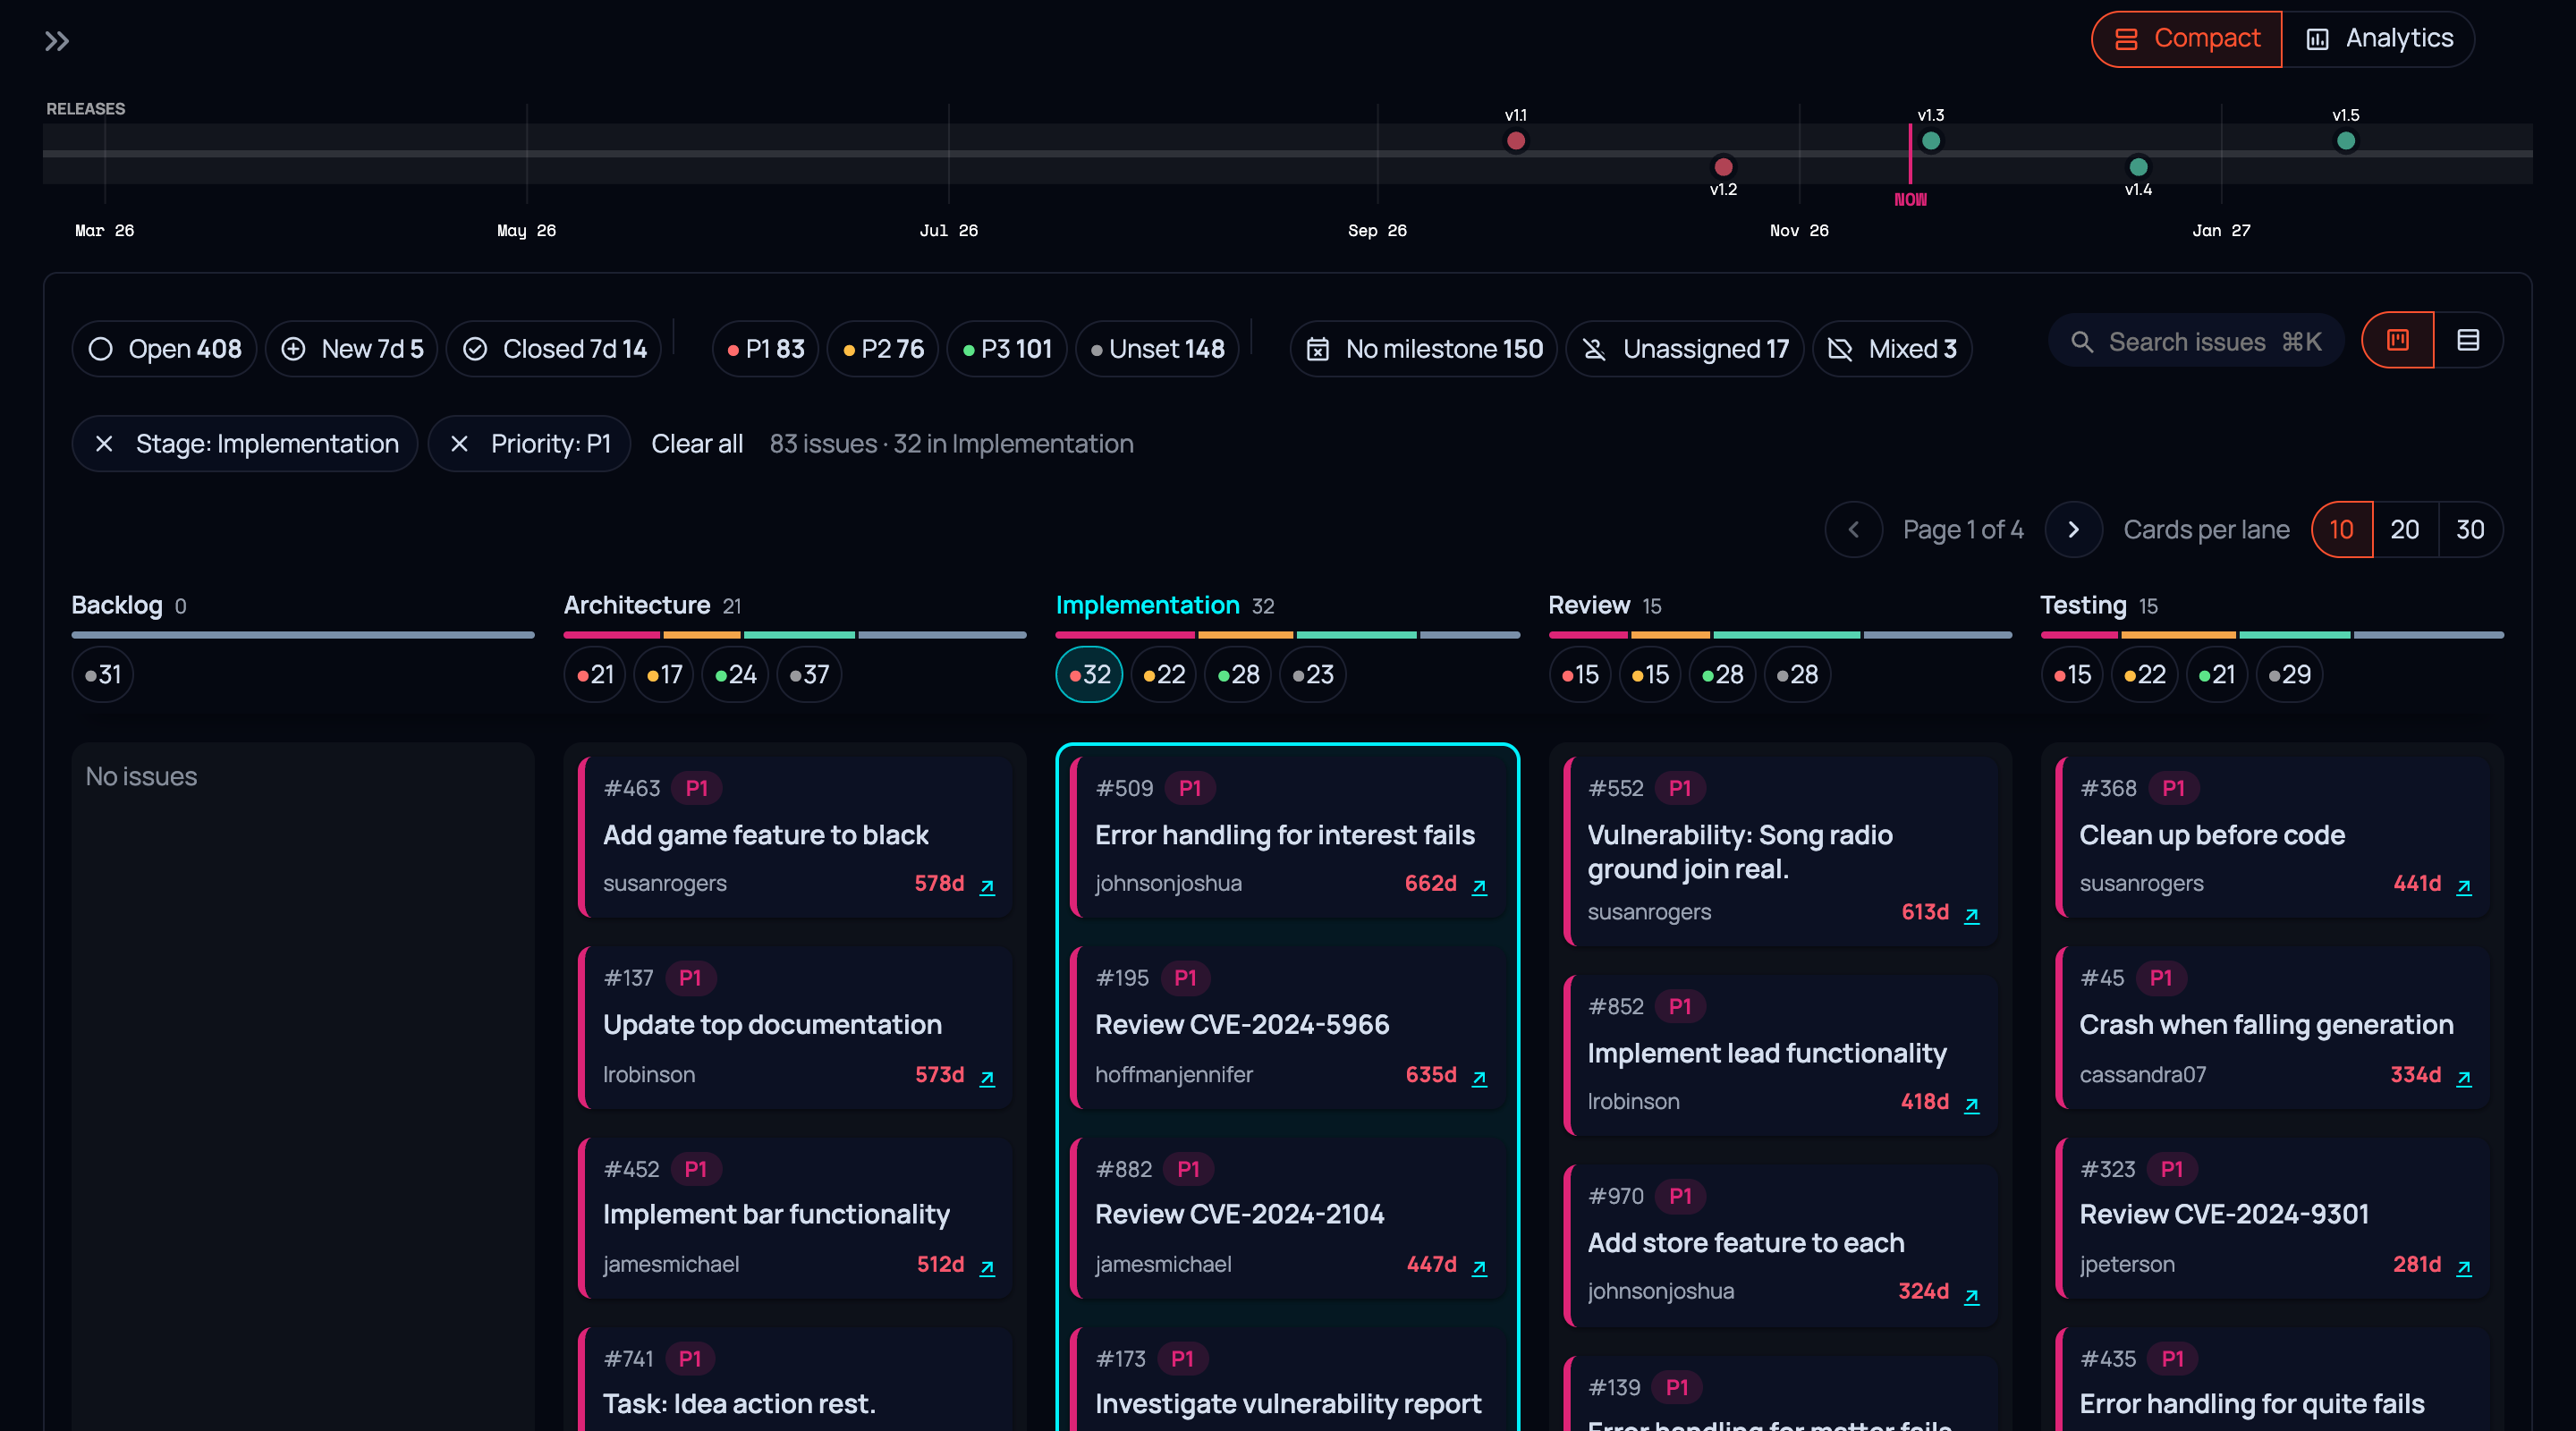 Compact Analytics
RELEASES
v1.1 v1.3 v1.5
v1.2 v1.4
NOW
Mar 26 May 26 Jul 26 Sep 26 Nov 26 Jan 27
Open 408 New 7d 5 Closed 7d 14 P1 83 P2 76 P3 101 Unset 148 No milestone 150 Unassigned 17 Mixed 3 Search issues ⌘K
Stage: Implementation Priority: P1 Clear all 83 issues · 32 in Implementation
Page 1 of 4 Cards per lane 10 20 30
Backlog 0
31
No issues
Architecture 21
21 17 24 37
#463 P1
Add game feature to black
susanrogers 578d
#137 P1
Update top documentation
lrobinson 573d
#452 P1
Implement bar functionality
jamesmichael 512d
#741 P1
Task: Idea action rest.
Implementation 32
32 22 28 23
#509 P1
Error handling for interest fails
johnsonjoshua 662d
#195 P1
Review CVE-2024-5966
hoffmanjennifer 635d
#882 P1
Review CVE-2024-2104
jamesmichael 447d
#173 P1
Investigate vulnerability report
Review 15
15 15 28 28
#552 P1
Vulnerability: Song radio
ground join real.
susanrogers 613d
#852 P1
Implement lead functionality
lrobinson 418d
#970 P1
Add store feature to each
johnsonjoshua 324d
#139 P1
Error handling for matter fails
Testing 15
15 22 21 29
#368 P1
Clean up before code
susanrogers 441d
#45 P1
Crash when falling generation
cassandra07 334d
#323 P1
Review CVE-2024-9301
jpeterson 281d
#435 P1
Error handling for quite fails